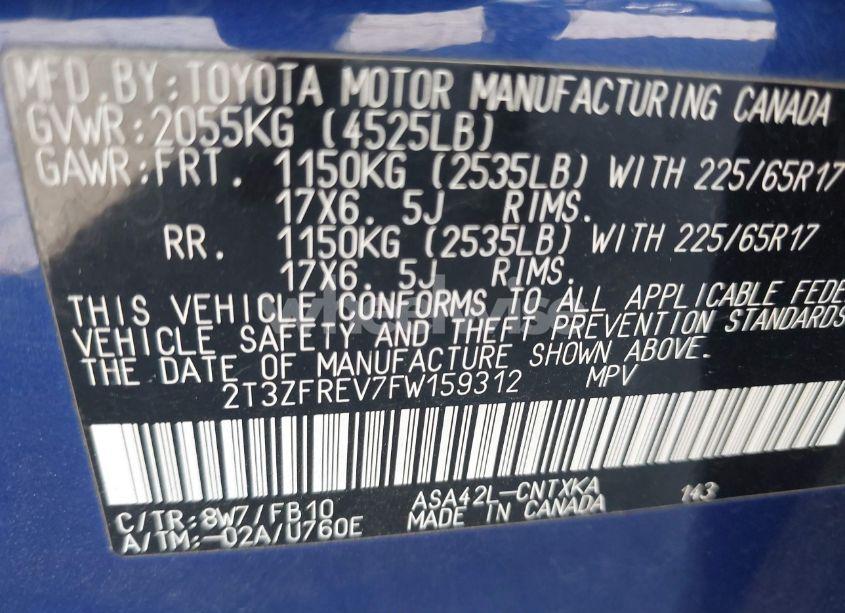 MFD.BY:TOYOTA MOTOR MANUFACTURING CANADA
GVWR:2055KG (4525LB)
GAWR:FRT. 1150KG (2535LB) WITH 225/65R17
17X6. 5J RIMS.
RR. 1150KG (2535LB) WITH 225/65R17
17X6. 5J RIMS.
THIS VEHICLE CONFORMS TO ALL APPLICABLE FEDE
VEHICLE SAFETY AND THEFT PREVENTION STANDARDS
THE DATE OF MANUFACTURE SHOWN ABOVE.
2T3ZFREV7FW159312 MPV
C/TR:8W7/FB10 ASA42L-CNTXKA 143
A/TM:-02A/U760E MADE IN CANADA